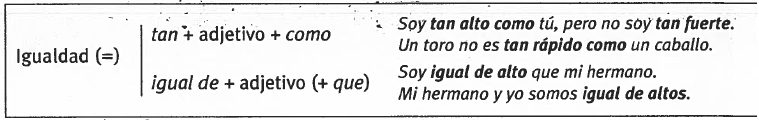 Igualdad (=)
tan + adjetivo + como
Soy tan alto como tú, pero no soy tan fuerte.
Un toro no es tan rápido como un caballo.
igual de + adjetivo (+ que)
Soy igual de alto que mi hermano.
Mi hermano y yo somos igual de altos.